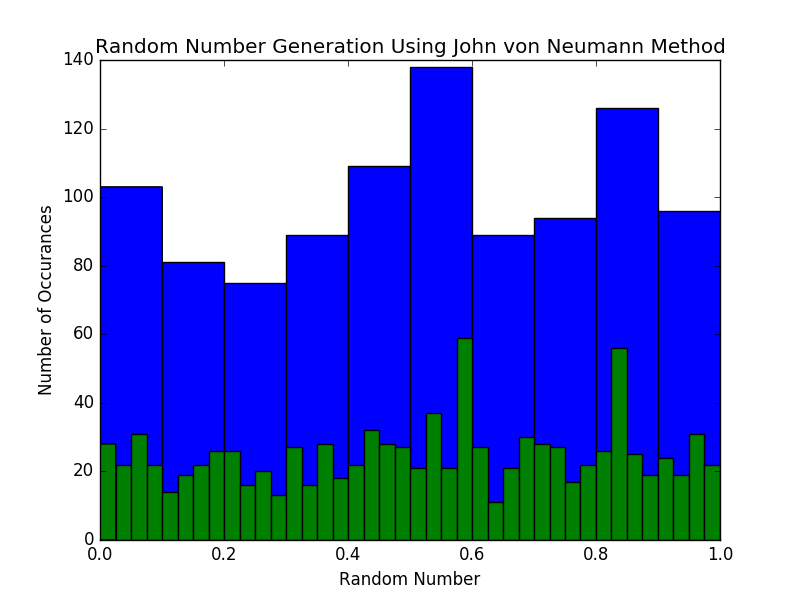 Random Number Generation Using John von Neumann Method
140
120
100
80
60
40
20
0
Number of Occurances
0.0 0.2 0.4 0.6 0.8 1.0
Random Number